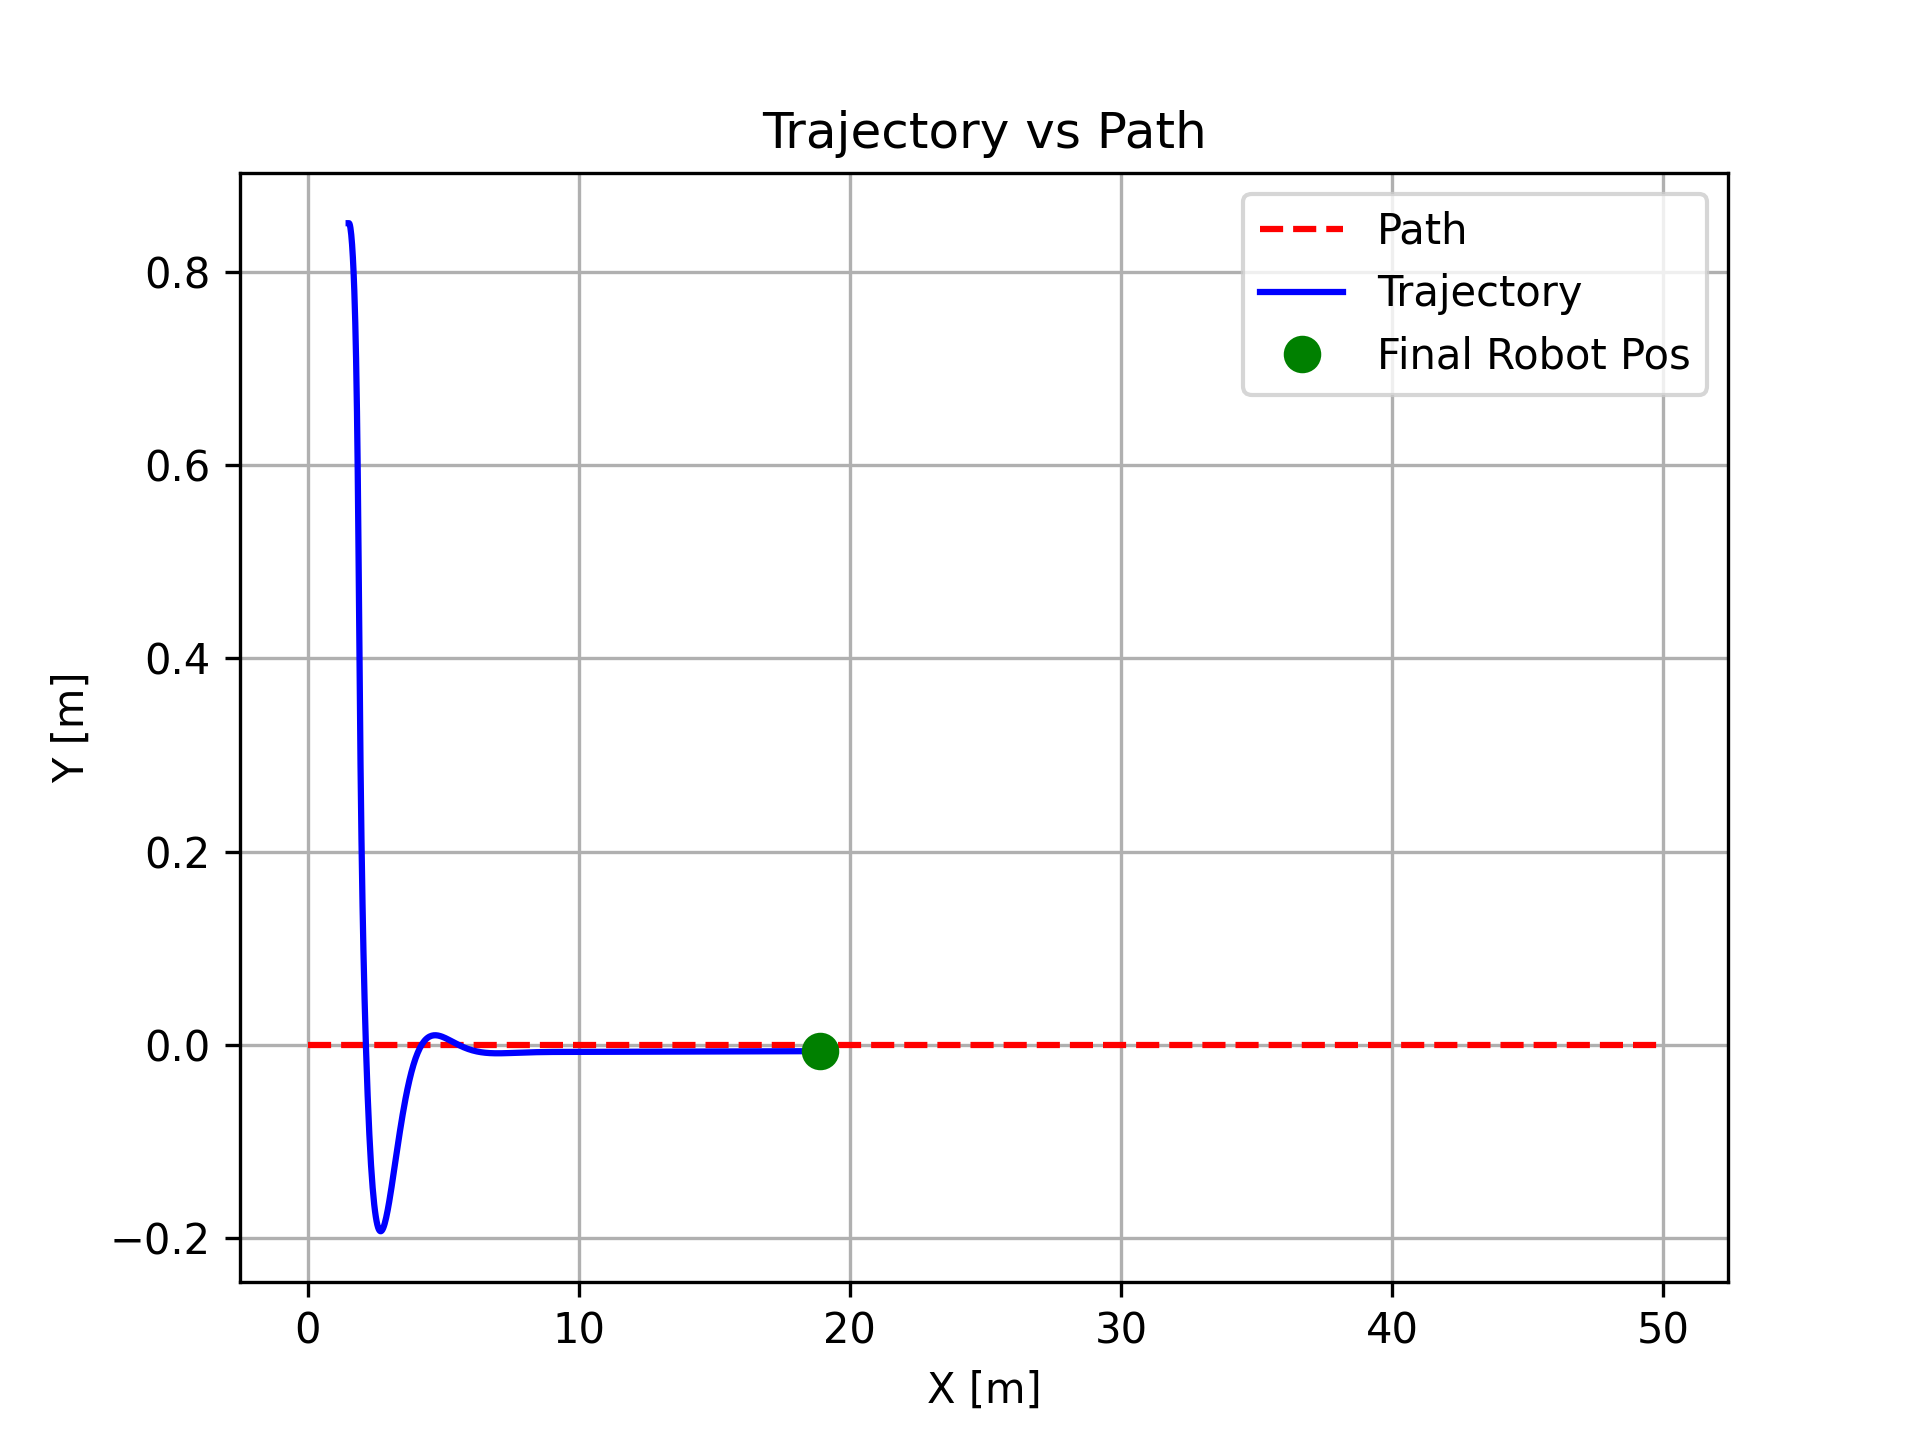 Trajectory vs Path
Path
Trajectory
Final Robot Pos
0.8
0.6
0.4
0.2
0.0
−0.2
Y [m]
0 10 20 30 40 50
X [m]